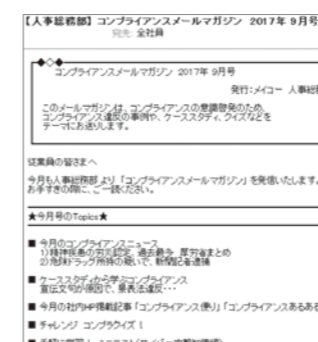 【人事総務部】コンプライアンスメールマガジン 2017年 9月号
宛先: 全社員
コンプライアンスメールマガジン 2017年 9月号
発行:メイコー 人事総
このメールマガジンは、コンプライアンスの意識啓発のため、
コンプライアンス違反の事例や、ケーススタディ、クイズなどを
テーマにお送りします。
従業員の皆さまへ
今月も人事総務部より「コンプライアンスメールマガジン」を発信いたします。
お手すきの際に、ご一読ください。
★今月号のTopics★
■ 今月のコンプライアンスニュース
1)精神疾患の労災認定、過去最多 厚労省まとめ
2)危険ドラッグ所持の疑いで、新聞記者逮捕
■ ケーススタディから学ぶコンプライアンス
宣伝文句が原因で、景表法違反・・・
■ 今月の社内HP掲載記事「コンプライアンス便り」「コンプライアンスあるある
■ チャレンジ コンプラクイズ！